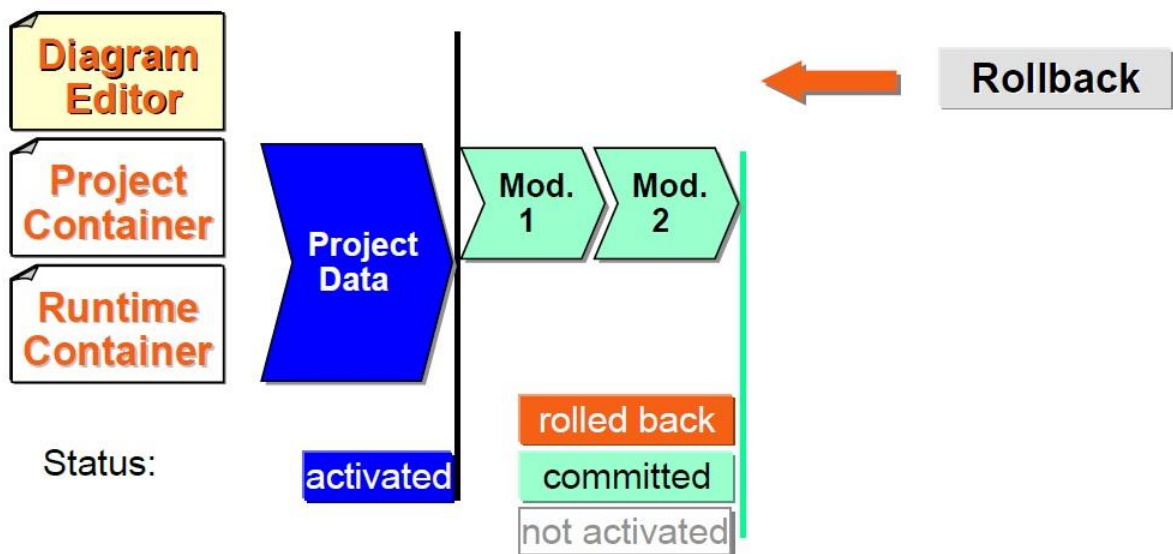 Diagram
Editor
Rollback
Project
Container
Mod.
1
Mod.
2
Project
Data
Runtime
Container
rolled back
Status:
activated
committed
not activated